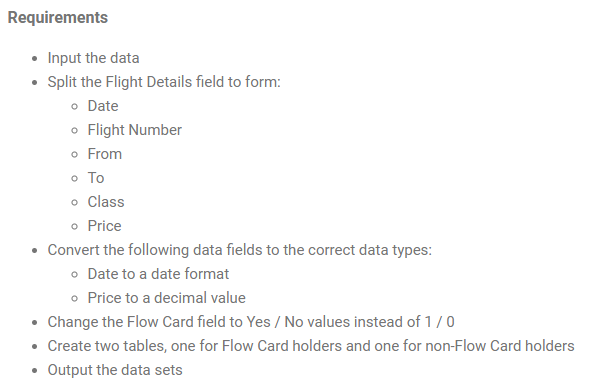 Requirements
Input the data
Split the Flight Details field to form:
Date
Flight Number
From
To
Class
Price
Convert the following data fields to the correct data types:
Date to a date format
Price to a decimal value
Change the Flow Card field to Yes / No values instead of 1 / 0
Create two tables, one for Flow Card holders and one for non-Flow Card holders
Output the data sets